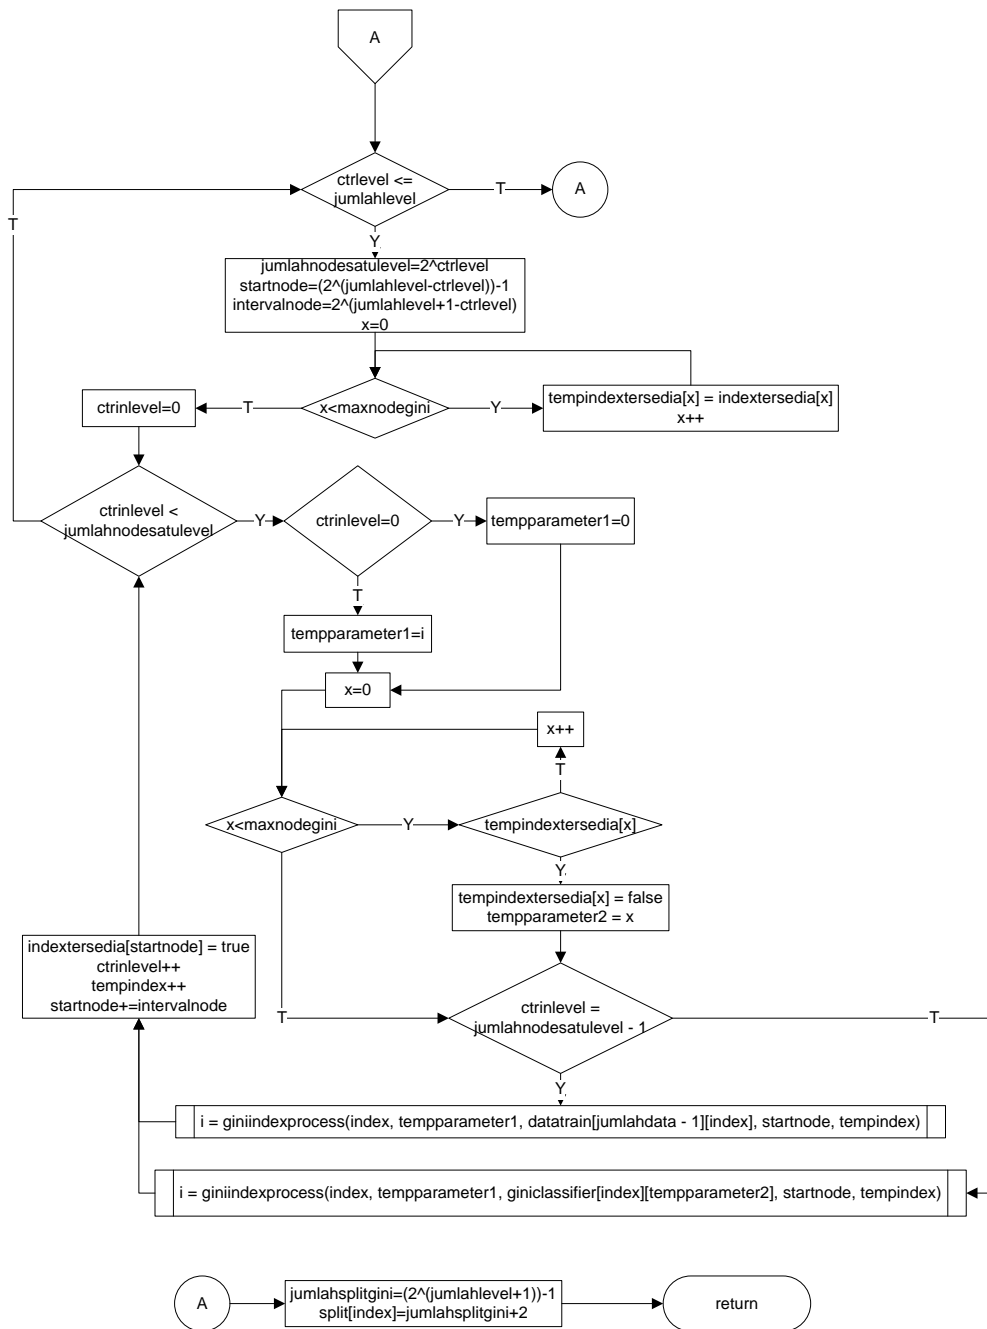 A
ctrlevel <=
jumlahlevel
T
A
T
Y
jumlahnodesatulevel=2^ctrlevel
startnode=(2^(jumlahlevel-ctrlevel))-1
intervalnode=2^(jumlahlevel+1-ctrlevel)
x=0
ctrinlevel=0
T
x<maxnodegini
Y
tempindextersedia[x] = indextersedia[x]
x++
ctrinlevel <
jumlahnodesatulevel
Y
ctrinlevel=0
Y
tempparameter1=0
T
tempparameter1=i
x=0
x++
T
x<maxnodegini
Y
tempindextersedia[x]
Y
tempindextersedia[x] = false
tempparameter2 = x
indextersedia[startnode] = true
ctrinlevel++
tempindex++
startnode+=intervalnode
T
ctrinlevel =
jumlahnodesatulevel - 1
T
Y
i = giniindexprocess(index, tempparameter1, datatrain[jumlahdata - 1][index], startnode, tempindex)
i = giniindexprocess(index, tempparameter1, giniclassifier[index][tempparameter2], startnode, tempindex)
A
jumlahsplitgini=(2^(jumlahlevel+1))-1
split[index]=jumlahsplitgini+2
return